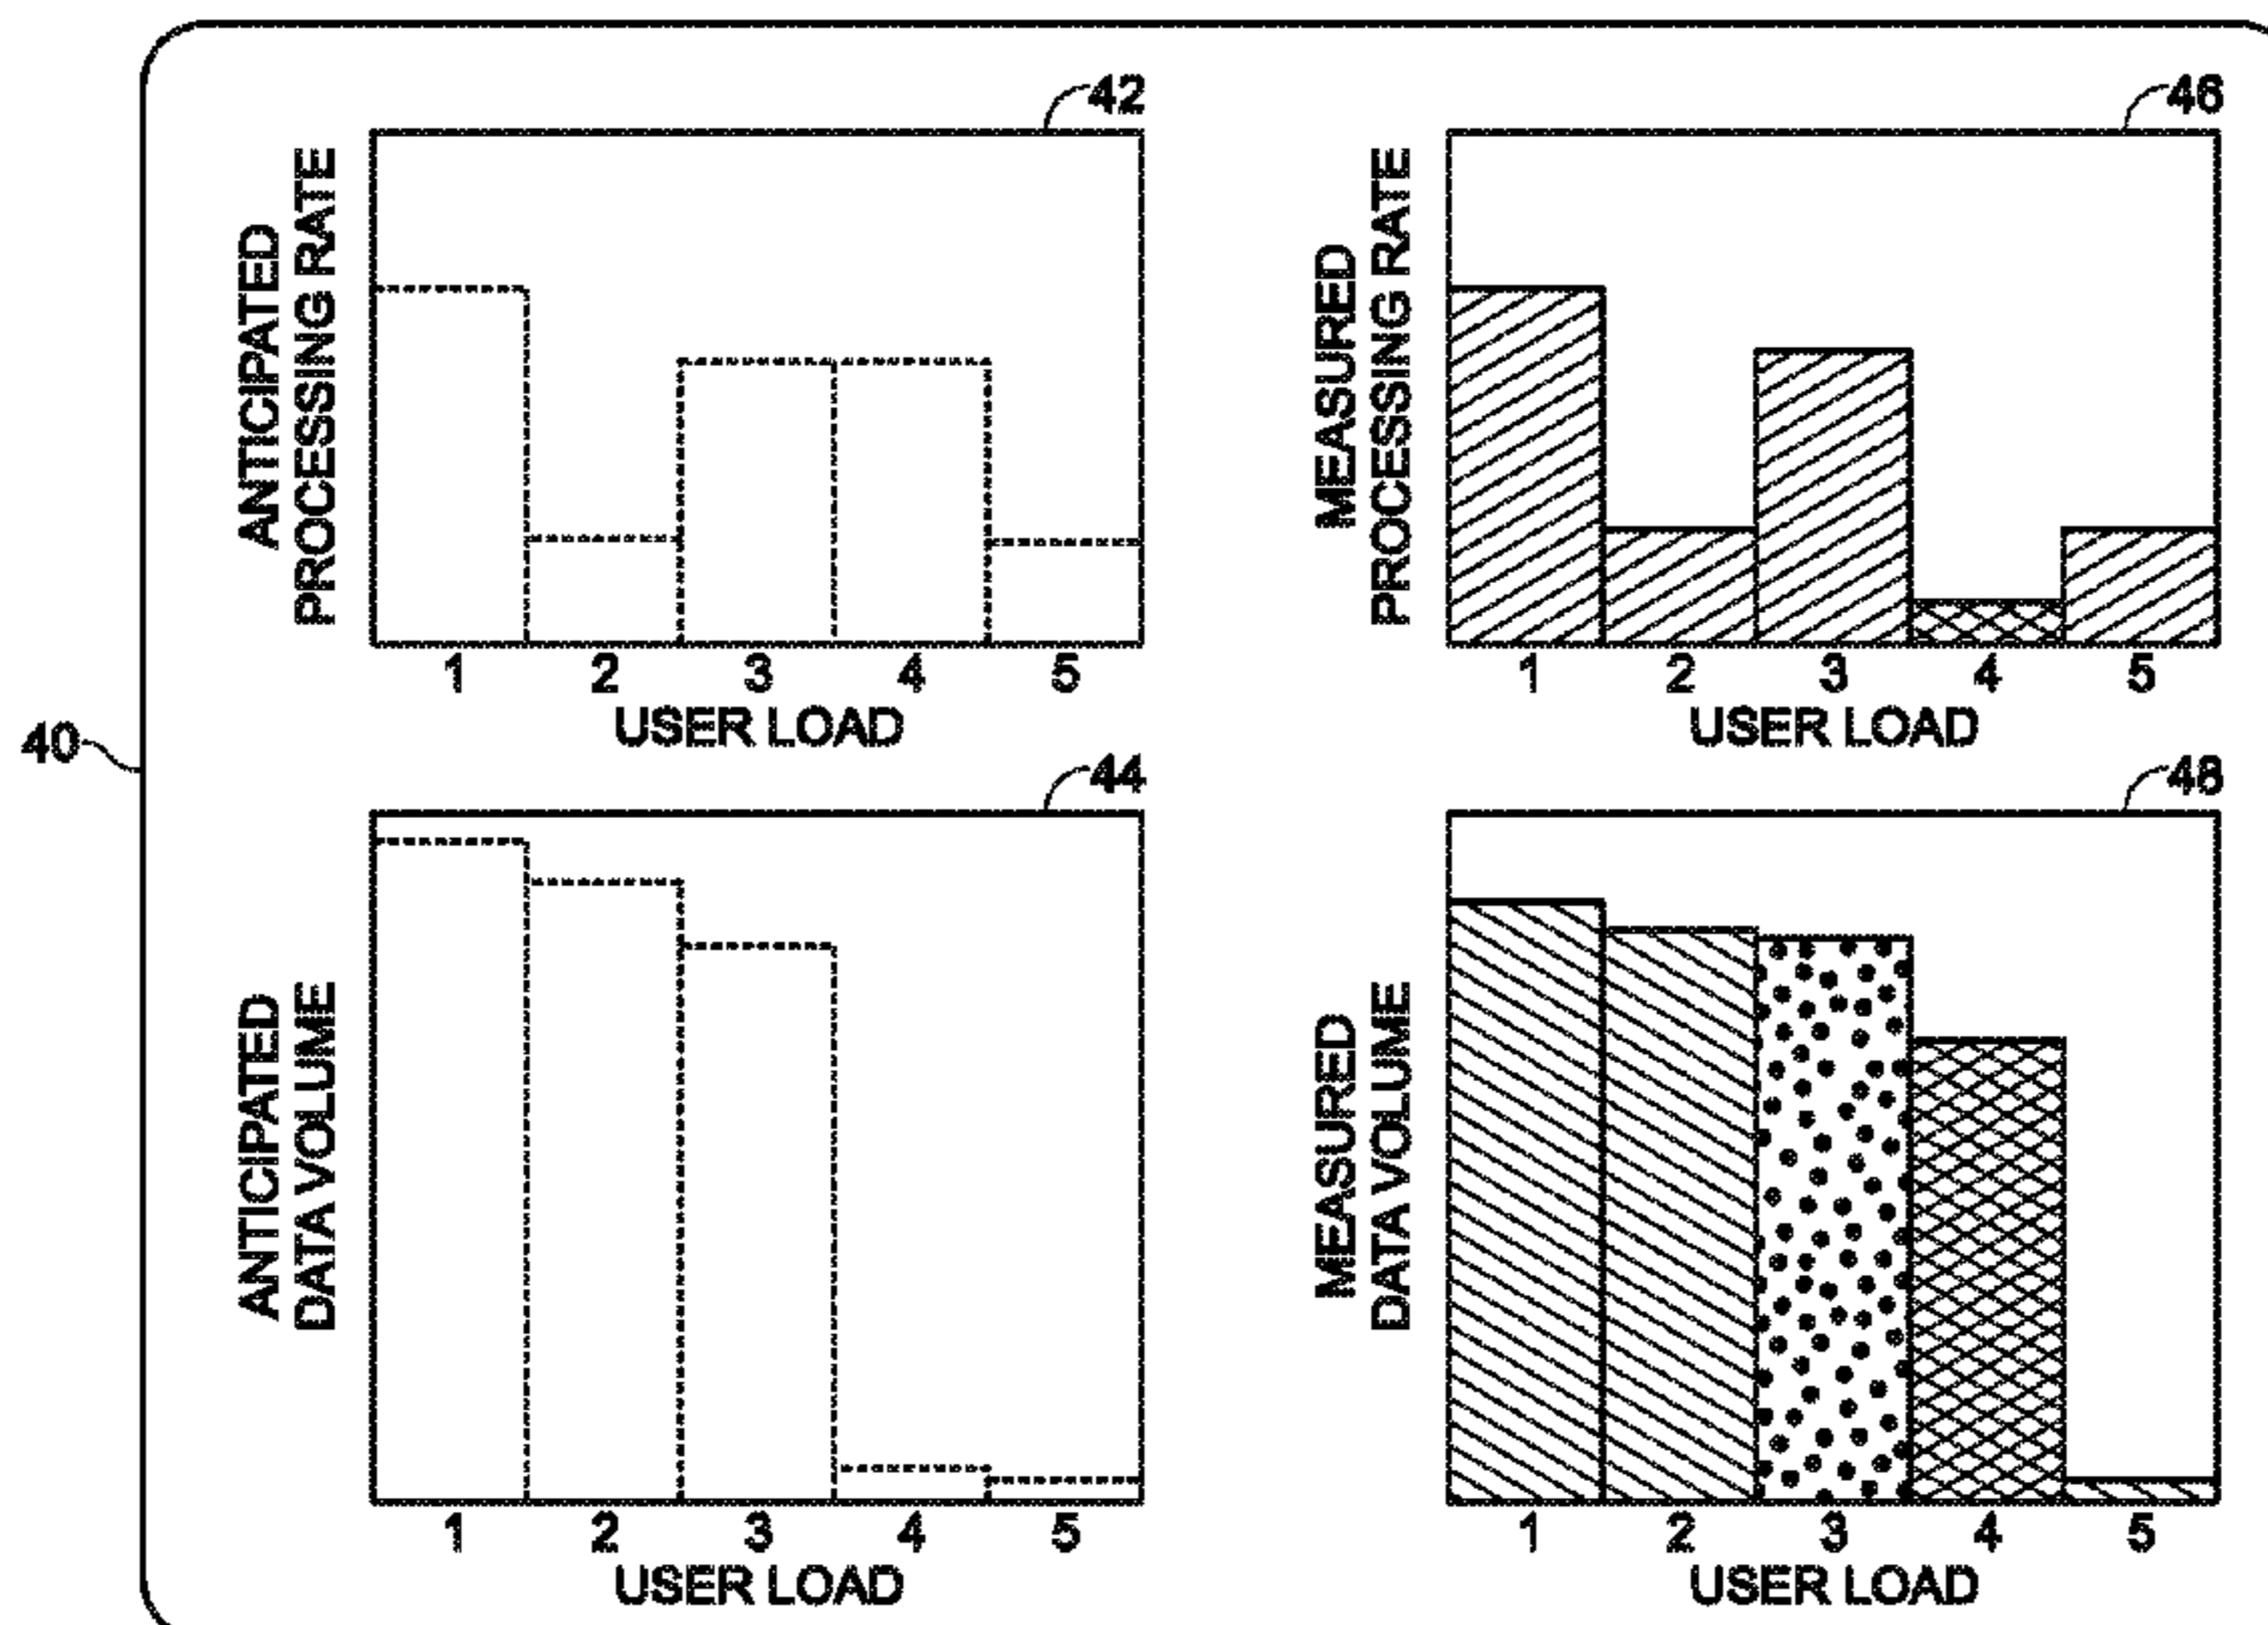 42
ANTICIPATED
PROCESSING RATE
1 2 3 4 5
USER LOAD
46
MEASURED
PROCESSING RATE
1 2 3 4 5
USER LOAD
40
44
ANTICIPATED
DATA VOLUME
1 2 3 4 5
USER LOAD
48
MEASURED
DATA VOLUME
1 2 3 4 5
USER LOAD